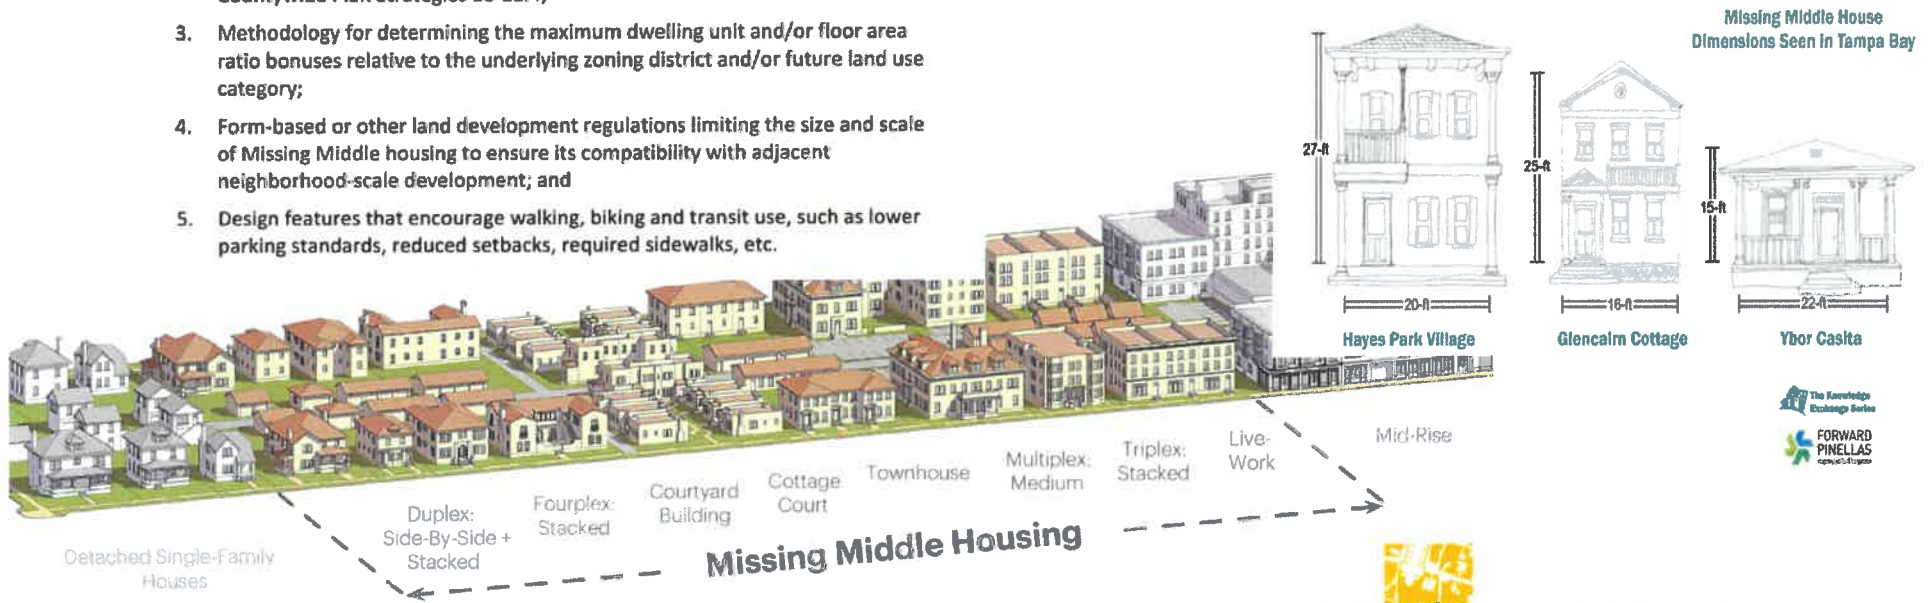 3. Methodology for determining the maximum dwelling unit and/or floor area
ratio bonuses relative to the underlying zoning district and/or future land use
category;
4. Form-based or other land development regulations limiting the size and scale
of Missing Middle housing to ensure its compatibility with adjacent
neighborhood-scale development; and
5. Design features that encourage walking, biking and transit use, such as lower
parking standards, reduced setbacks, required sidewalks, etc.
Missing Middle House
Dimensions Seen in Tampa Bay
27-ft
25-ft
15-ft
20-ft
16-ft
22-ft
Hayes Park Village
Glencairn Cottage
Ybor Casita
The Knowledge
Exchange Series
FORWARD
PINELLAS
Detached Single-Family
Houses
Duplex:
Side-By-Side +
Stacked
Fourplex:
Stacked
Courtyard
Building
Cottage
Court
Townhouse
Multiplex:
Medium
Triplex:
Stacked
Live-
Work
Mid-Rise
Missing Middle Housing